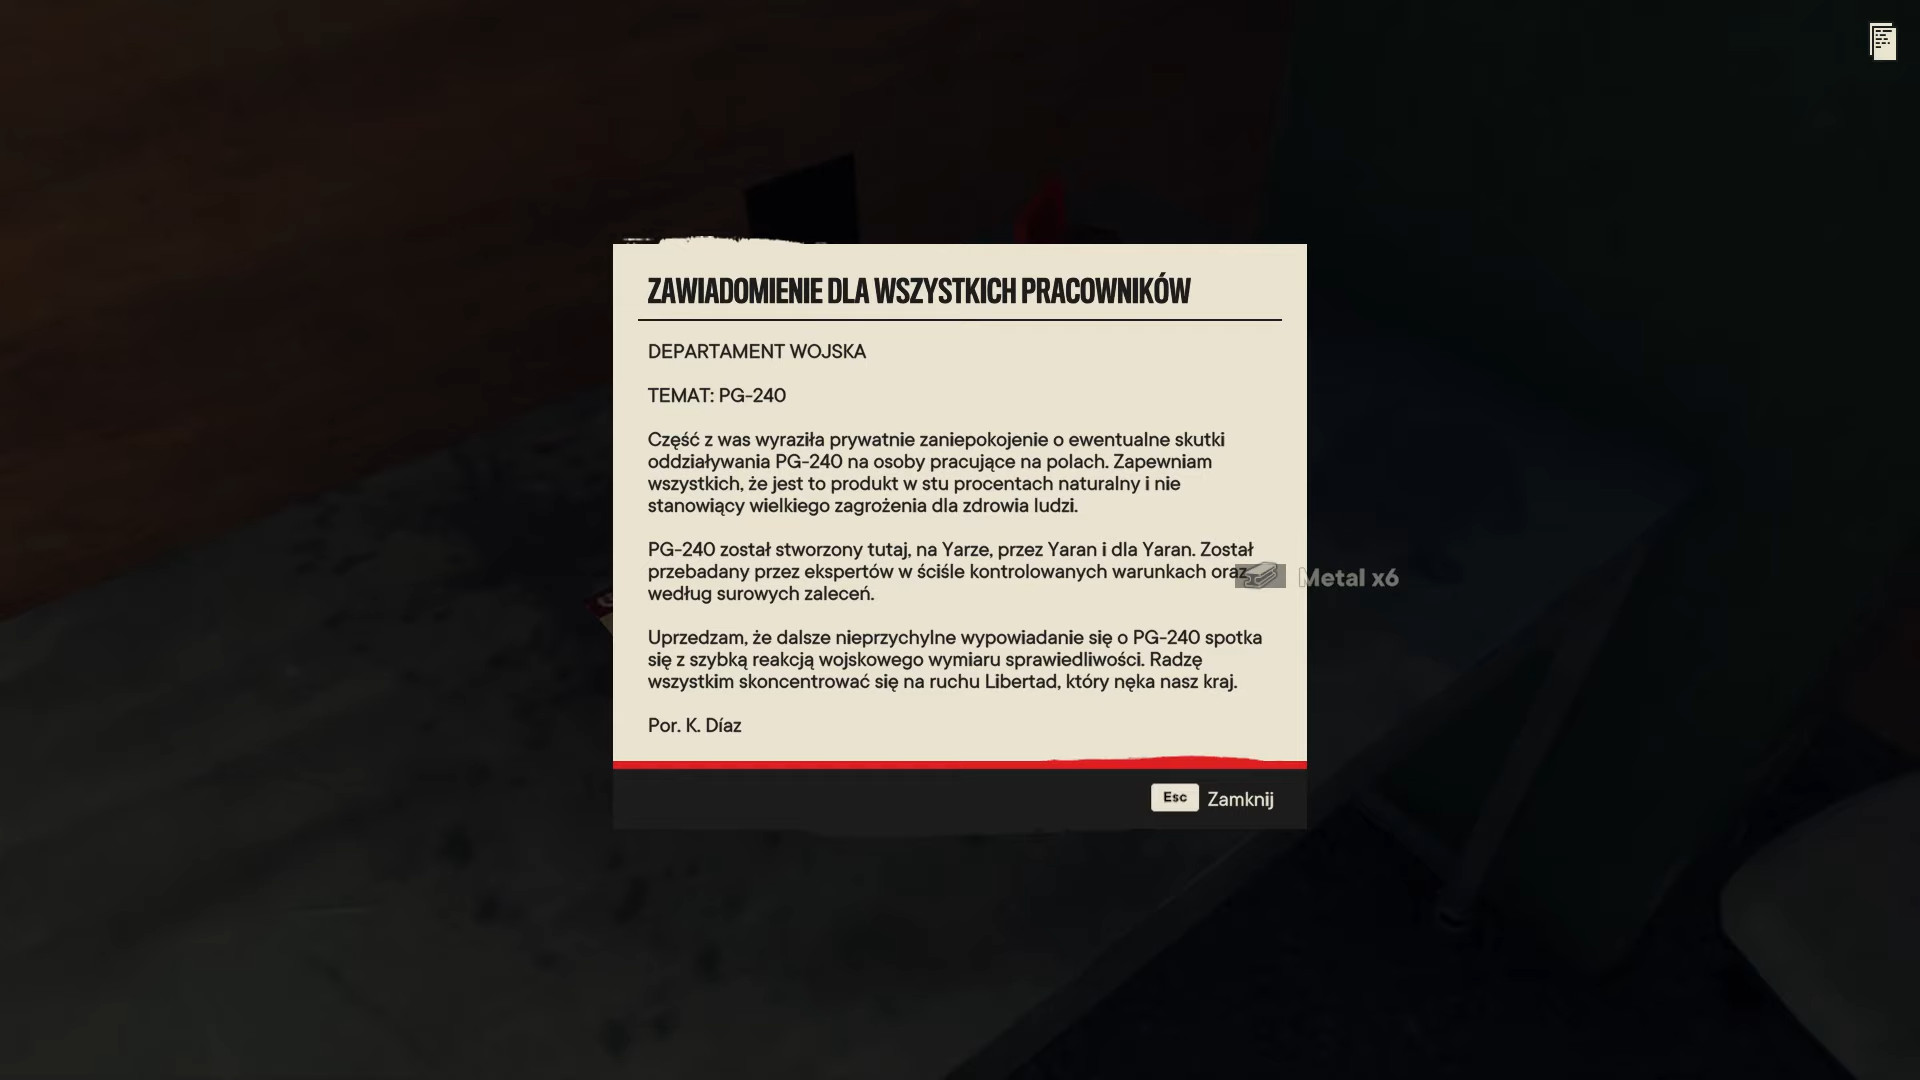 ZAWIADOMIENIE DLA WSZYSTKICH PRACOWNIKÓW
DEPARTAMENT WOJSKA
TEMAT: PG-240
Część z was wyraziła prywatnie zaniepokojenie o ewentualne skutki
oddziaływania PG-240 na osoby pracujące na polach. Zapewniam
wszystkich, że jest to produkt w stu procentach naturalny i nie
stanowiący wielkiego zagrożenia dla zdrowia ludzi.
PG-240 został stworzony tutaj, na Yarze, przez Yaran i dla Yaran. Został
przebadany przez ekspertów w ściśle kontrolowanych warunkach oraz
według surowych zaleceń.
Metal x6
Uprzedzam, że dalsze nieprzychylne wypowiadanie się o PG-240 spotka
się z szybką reakcją wojskowego wymiaru sprawiedliwości. Radzę
wszystkim skoncentrować się na ruchu Libertad, który nęka nasz kraj.
Por. K. Díaz
Esc Zamknij